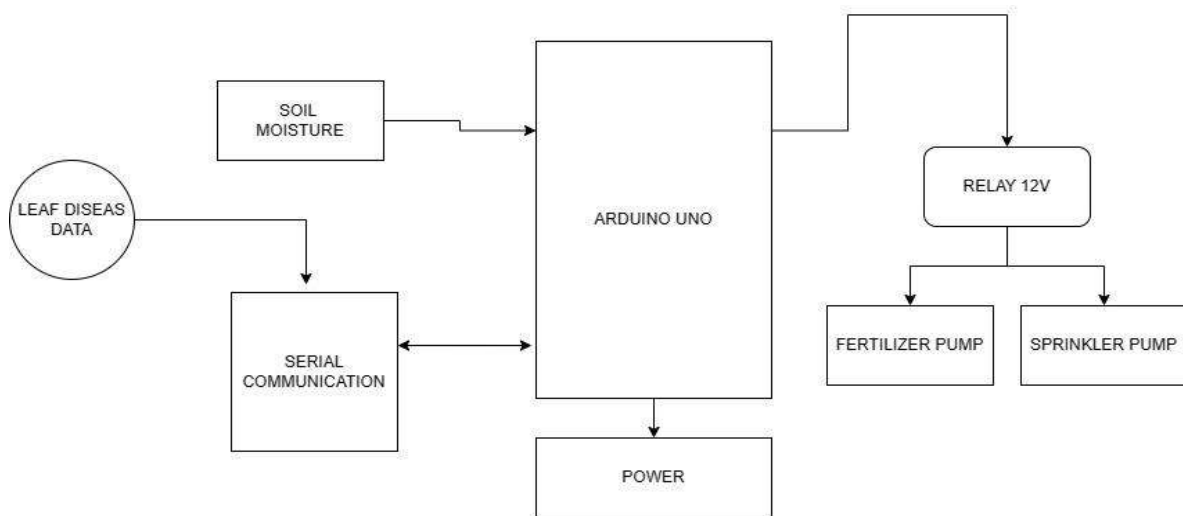 SOIL
MOISTURE
LEAF DISEAS
DATA
ARDUINO UNO
RELAY 12V
SERIAL
COMMUNICATION
FERTILIZER PUMP
SPRINKLER PUMP
POWER